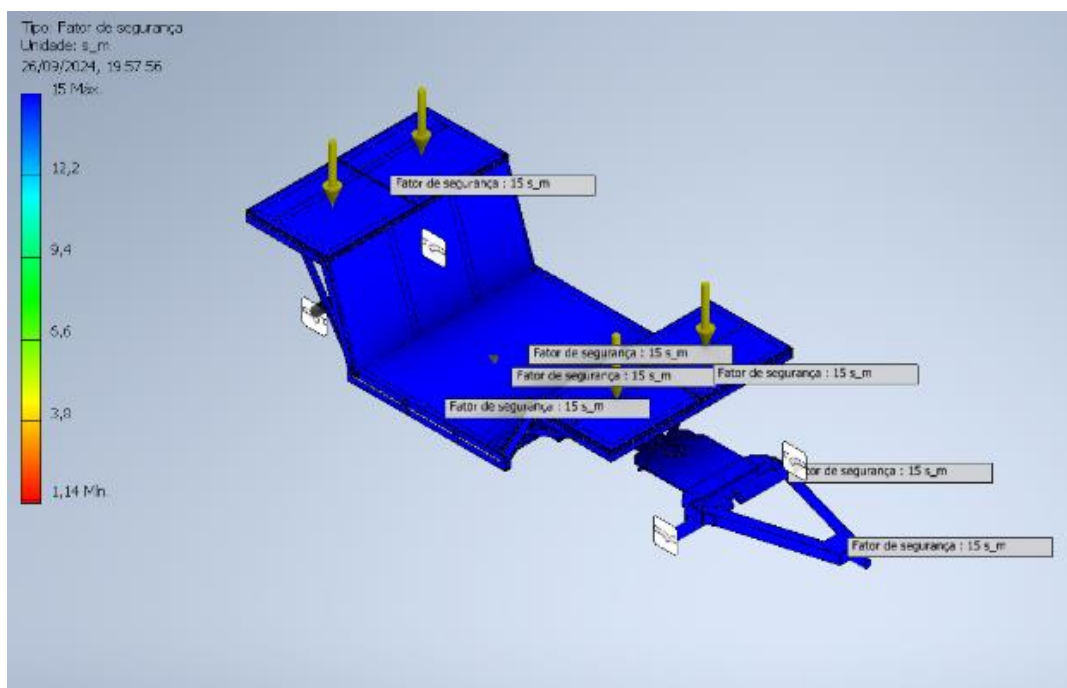 Tipo: Fator de segurança
Unidade: s_m
26/09/2024, 19:57:56
15 Máx.
12,2
9,4
6,6
3,8
1,14 Mín.
Fator de segurança : 15 s_m
Fator de segurança : 15 s_m
Fator de segurança : 15 s_m
Fator de segurança : 15 s_m
Fator de segurança : 15 s_m
tor de segurança : 15 s_m
Fator de segurança : 15 s_m